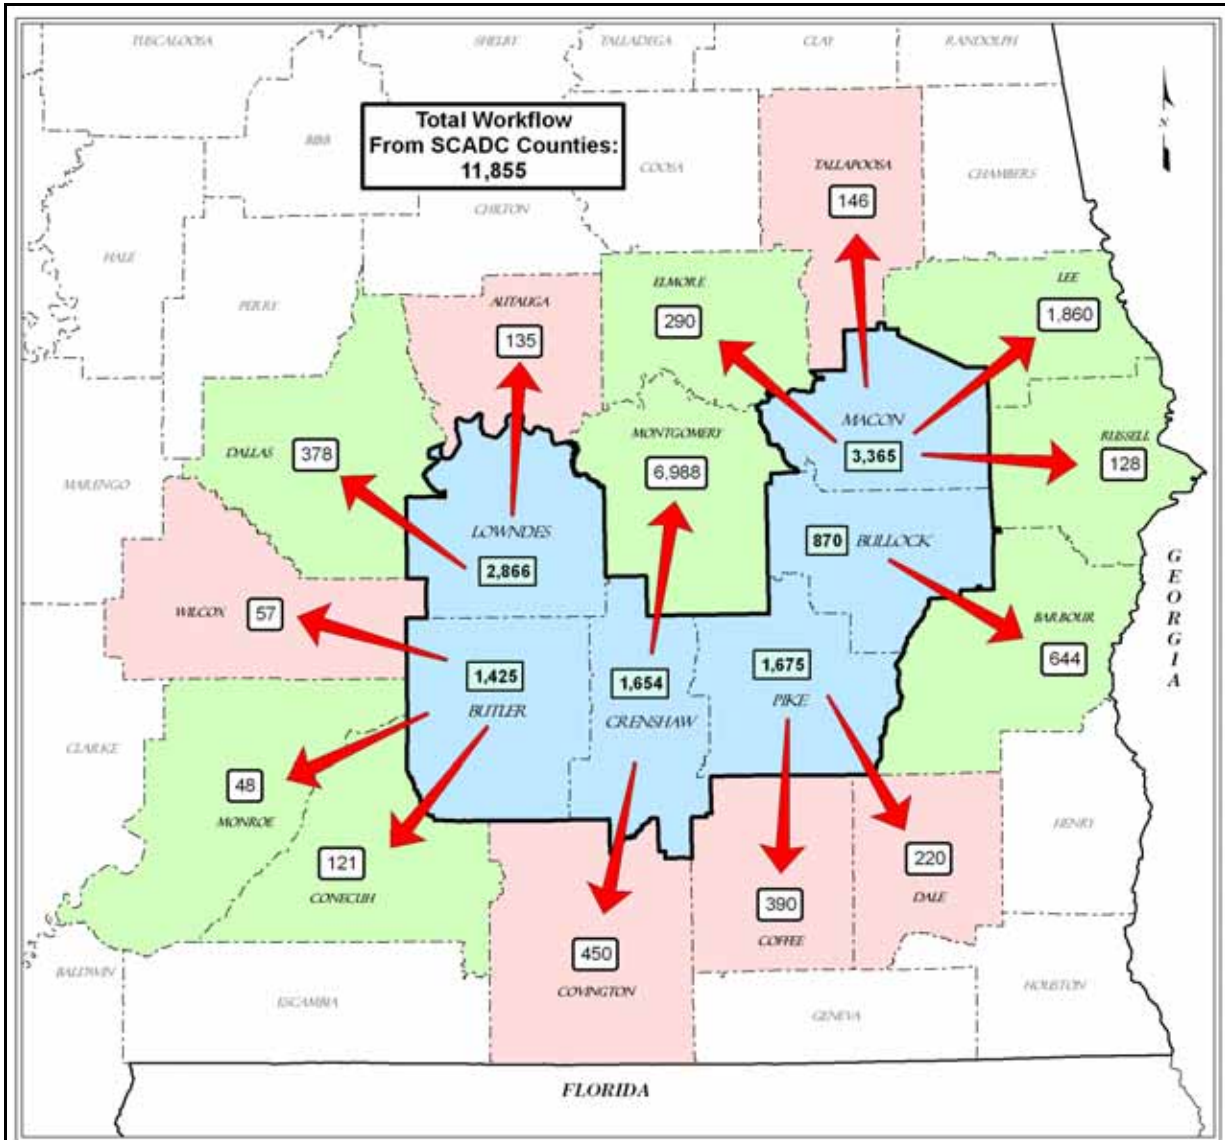 TUSCALOOSA
SHELBY
TALLADEGA
CLAY
RANDOLPH
Total Workflow
From SCADC Counties:
11,855
BIBB
COOSA
TALLAPOOSA
146
CHAMBERS
N
CHILTON
HALE
PERRY
AUTAUGA
135
ELMORE
290
LEE
1,860
MACON
3,365
RUSSELL
128
MONTGOMERY
6,988
DALLAS
378
MARENGO
LOWNDES
2,866
870
BULLOCK
GEORGIA
WILCOX
57
BARBOUR
644
1,425
BUTLER
1,654
CRENSHAW
1,675
PIKE
CLARKE
48
MONROE
121
CONECUH
HENRY
220
DALE
390
COFFEE
450
COVINGTON
BALDWIN
ESCAMBIA
GENEVA
HOUSTON
FLORIDA